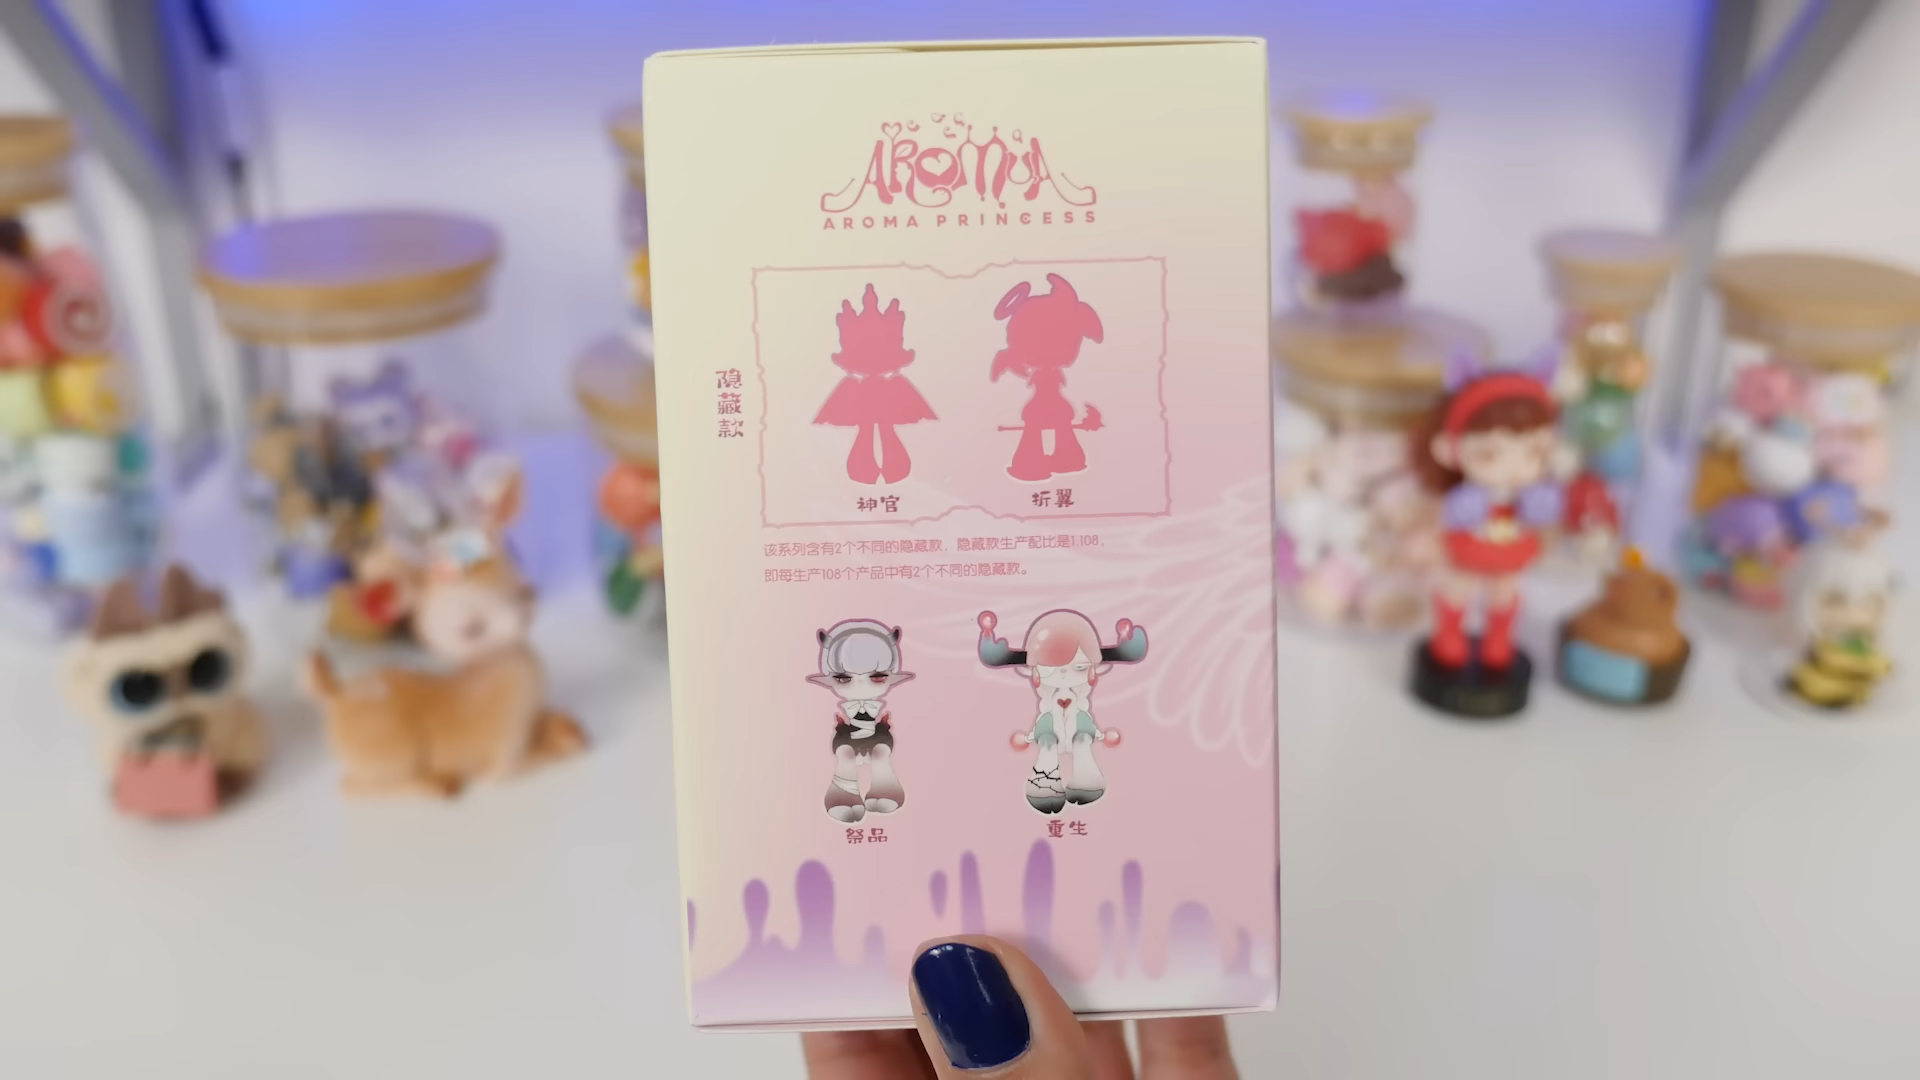 AROMUA
AROMA PRINCESS
隐藏款
神官
折翼
该系列含有2个不同的隐藏款，隐藏款生产配比是1:108，
即每生产108个产品中有2个不同的隐藏款。
祭品
重生